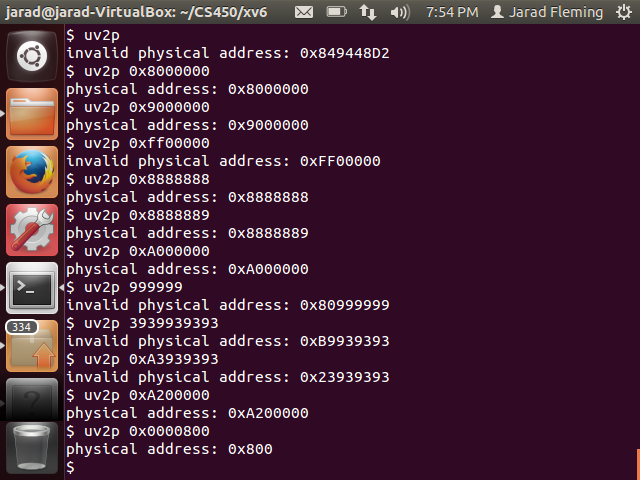 jarad@jarad-VirtualBox: ~/CS450/xv6 7:54 PM Jarad Fleming
$ uv2p
invalid physical address: 0x849448D2
$ uv2p 0x8000000
physical address: 0x8000000
$ uv2p 0x9000000
physical address: 0x9000000
$ uv2p 0xff00000
invalid physical address: 0xFF00000
$ uv2p 0x8888888
physical address: 0x8888888
$ uv2p 0x8888889
physical address: 0x8888889
$ uv2p 0xA000000
physical address: 0xA000000
$ uv2p 999999
invalid physical address: 0x80999999
$ uv2p 3939939393
invalid physical address: 0xB9939393
$ uv2p 0xA3939393
invalid physical address: 0x23939393
$ uv2p 0xA200000
physical address: 0xA200000
$ uv2p 0x0000800
physical address: 0x800
$
>_
334
?